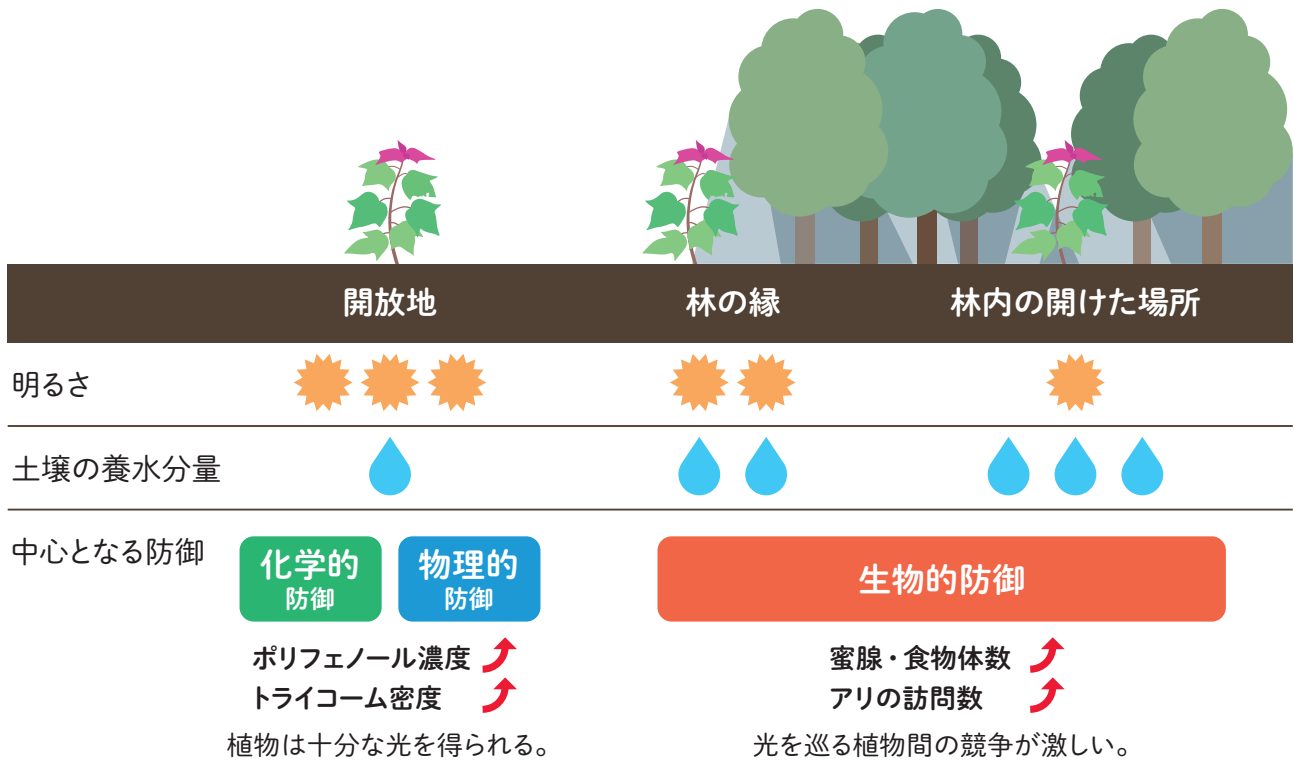 開放地
林の縁
林内の開けた場所
明るさ
土壌の養水分量
中心となる防御
化学的
防御
物理的
防御
生物的防御
ポリフェノール濃度
トライコーム密度
植物は十分な光を得られる。
蜜腺・食物体数
アリの訪問数
光を巡る植物間の競争が激しい。